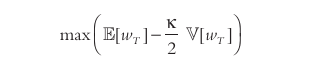 max(𝔼[w_T] − κ/2 𝕍[w_T])